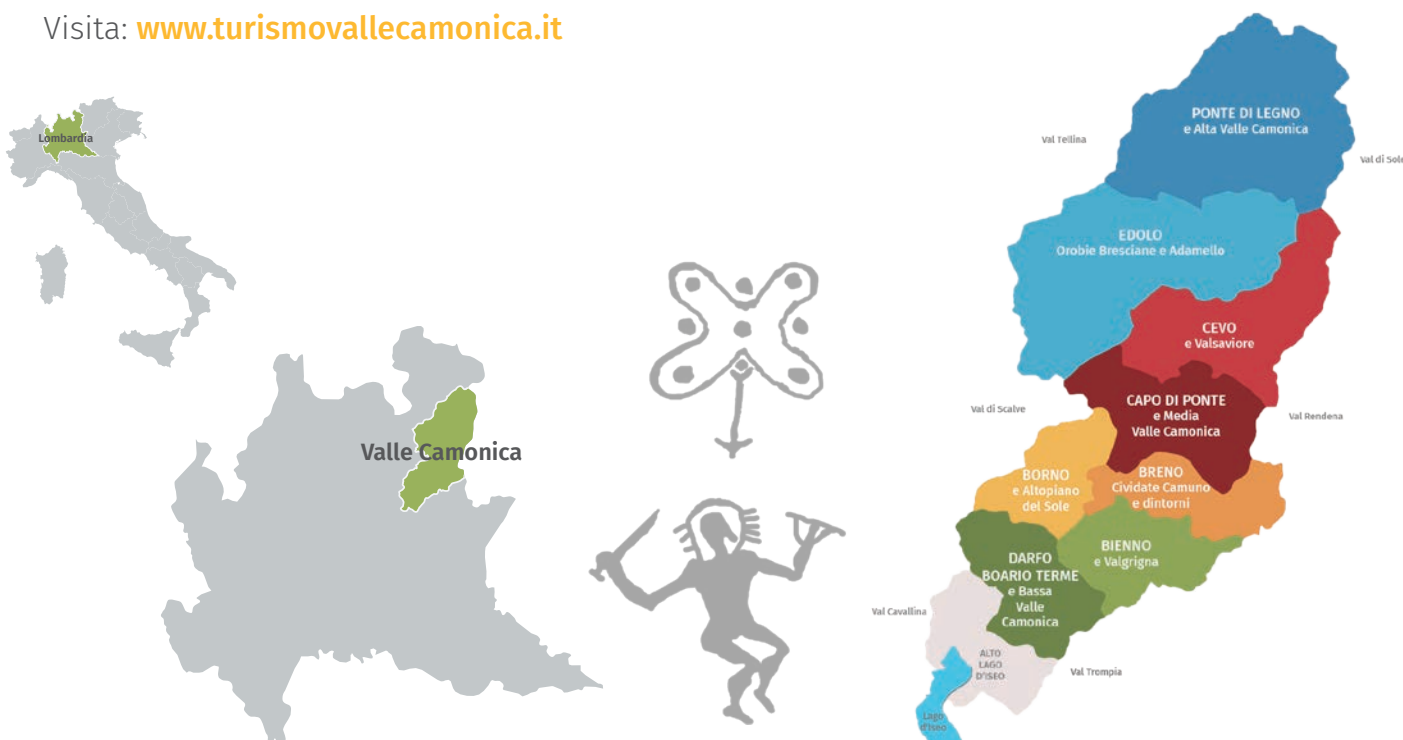 Visita: www.turismovallecamonica.it
Lombardia
Valle Camonica
PONTE DI LEGNO
e Alta Valle Camonica
Val Tellina
Val di Sole
EDOLO
Orobie Bresciane e Adamello
CEVO
e Valsaviore
CAPO DI PONTE
e Media
Valle Camonica
Val di Scalve
Val Rendena
BORNO
e Altopiano
del Sole
BRENO
Cividate Camuno
e dintorni
BIENNO
e Valgrigna
DARFO
BOARIO TERME
e Bassa
Valle
Camonica
Val Cavallina
ALTO
LAGO
D'ISEO
Val Trompia
Lago
d'Iseo